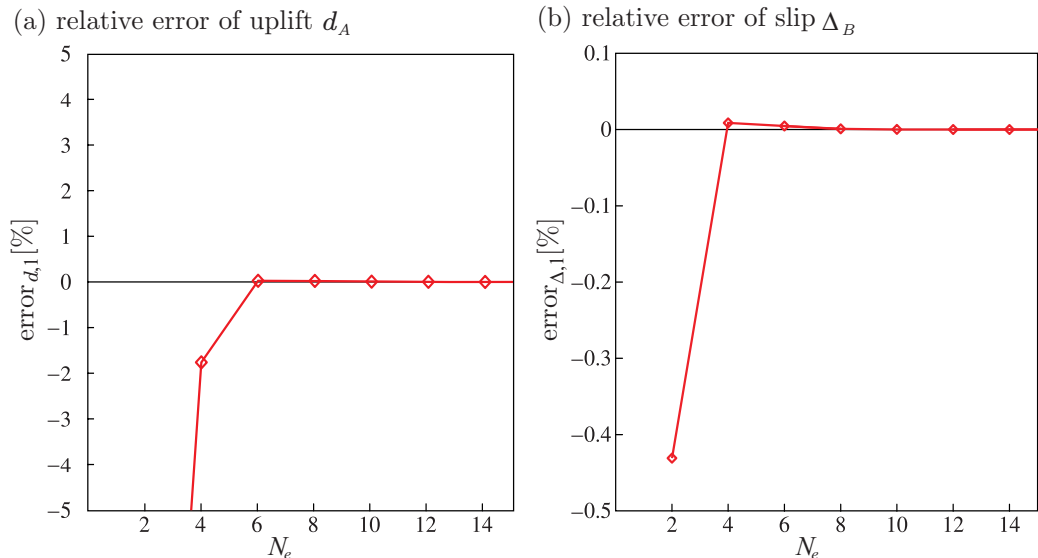 (a) relative error of uplift d_A
5
4
3
2
1
0
−1
−2
−3
−4
−5
error_{d,1}[%]
2 4 6 8 10 12 14
N_e
(b) relative error of slip Δ_B
0.1
0
−0.1
−0.2
−0.3
−0.4
−0.5
error_{Δ,1}[%]
2 4 6 8 10 12 14
N_e